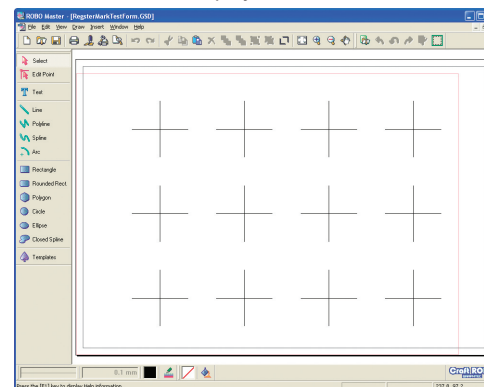 ROBO Master - [RegsterMarkTestForm.GSD]
File Edit View Draw Insert Window Help
Select
Edit Point
Text
Line
Polyline
Spline
Arc
Rectangle
Rounded Rect
Polygon
Circle
Ellipse
Closed Spline
Templates
0.1 mm
Craft RO
Press the [F1] key to display Help information.